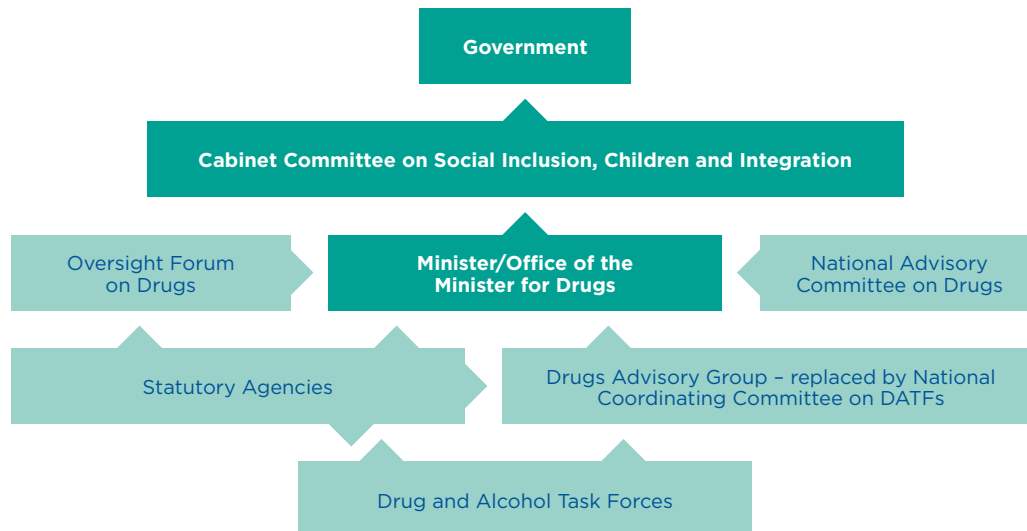 Government
Cabinet Committee on Social Inclusion, Children and Integration
Oversight Forum
on Drugs
Minister/Office of the
Minister for Drugs
National Advisory
Committee on Drugs
Statutory Agencies
Drugs Advisory Group – replaced by National
Coordinating Committee on DATFs
Drug and Alcohol Task Forces